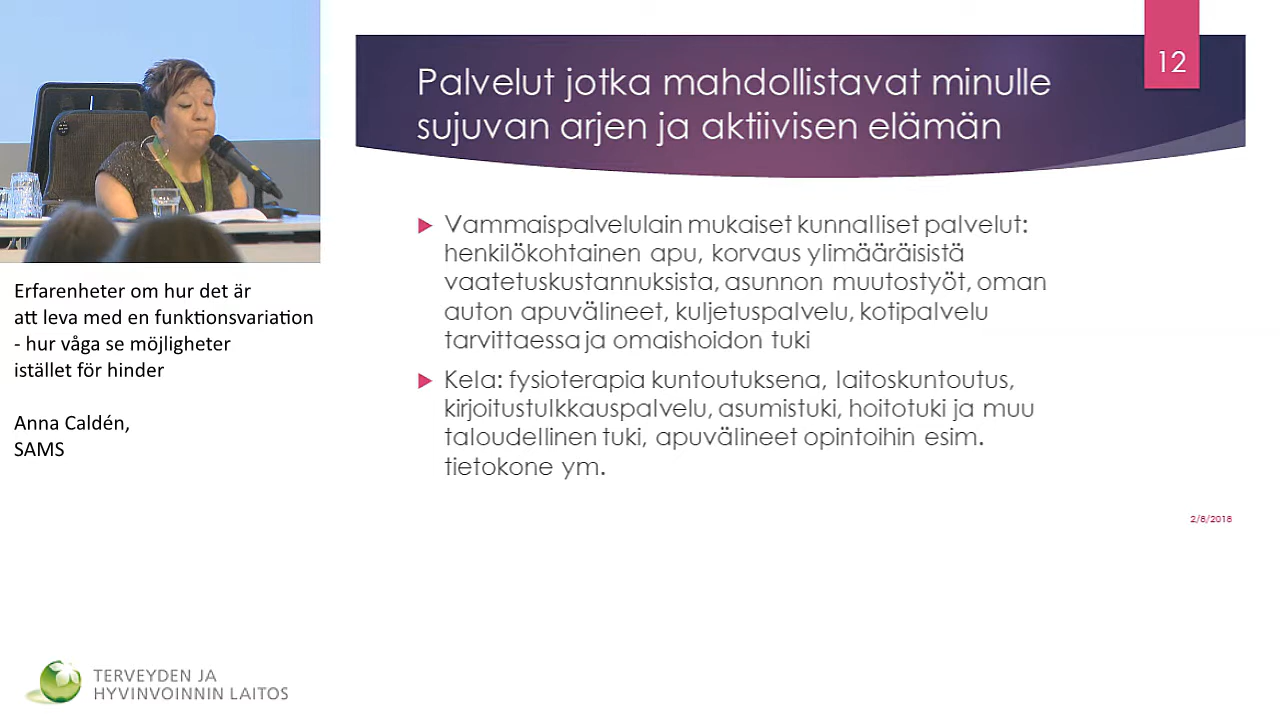 12
Palvelut jotka mahdollistavat minulle
sujuvan arjen ja aktiivisen elämän
Vammaispalvelulain mukaiset kunnalliset palvelut:
henkilökohtainen apu, korvaus ylimääräisistä
vaatetuskustannuksista, asunnon muutostyöt, oman
auton apuvälineet, kuljetuspalvelu, kotipalvelu
tarvittaessa ja omaishoidon tuki
Kela: fysioterapia kuntoutuksena, laitoskuntoutus,
kirjoitustulkkauspalvelu, asumistuki, hoitotuki ja muu
taloudellinen tuki, apuvälineet opintoihin esim.
tietokone ym.
2/8/2018
Erfarenheter om hur det är
att leva med en funktionsvariation
- hur våga se möjligheter
istället för hinder
Anna Caldén,
SAMS
TERVEYDEN JA
HYVINVOINNIN LAITOS